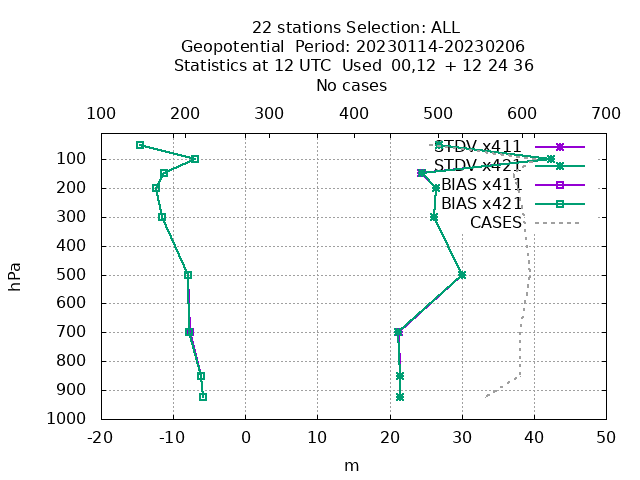 22 stations Selection: ALL
Geopotential  Period: 20230114-20230206
Statistics at 12 UTC  Used  00,12  + 12 24 36
No cases
100 200 300 400 500 600 700
STDV x411
STDV x421
BIAS x411
BIAS x421
CASES
hPa
100
200
300
400
500
600
700
800
900
1000
-20 -10 0 10 20 30 40 50
m